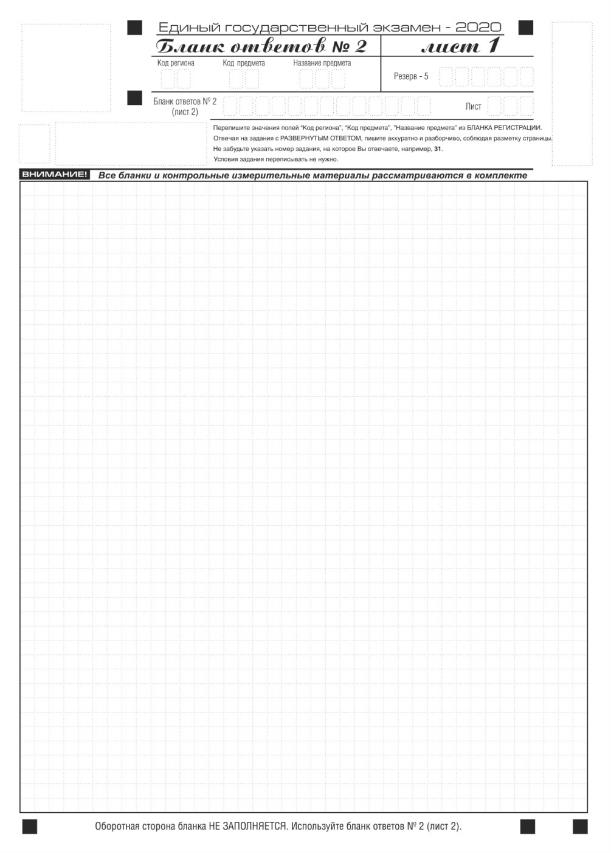 Единый государственный экзамен - 2020
Бланк ответов № 2 лист 1
Код региона Код предмета Название предмета
Резерв - 5
Бланк ответов № 2 Лист
(лист 2)
Перепишите значения полей "Код региона", "Код предмета", "Название предмета" из БЛАНКА РЕГИСТРАЦИИ.
Отвечая на задания с РАЗВЕРНУТЫМ ОТВЕТОМ, пишите аккуратно и разборчиво, соблюдая разметку страницы.
Не забудьте указать номер задания, на которое Вы отвечаете, например, 31.
Условия задания переписывать не нужно.
ВНИМАНИЕ! Все бланки и контрольные измерительные материалы рассматриваются в комплекте
Оборотная сторона бланка НЕ ЗАПОЛНЯЕТСЯ. Используйте бланк ответов № 2 (лист 2).